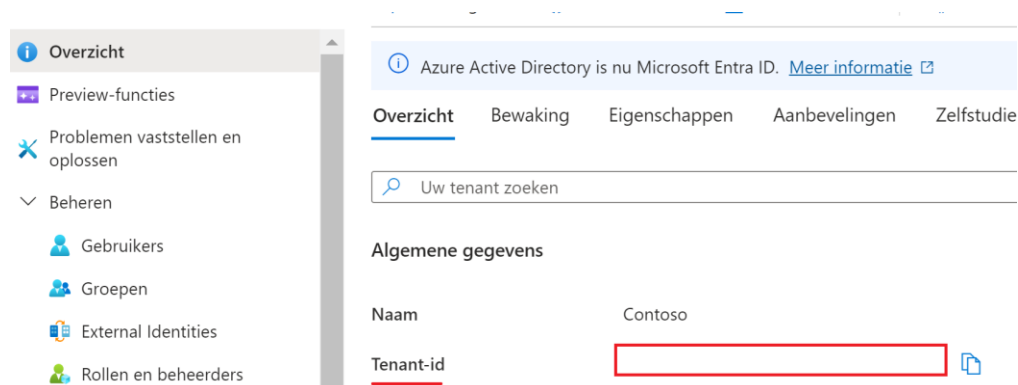 Overzicht
Preview-functies
Problemen vaststellen en
oplossen
Beheren
Gebruikers
Groepen
External Identities
Rollen en beheerders
Azure Active Directory is nu Microsoft Entra ID. Meer informatie
Overzicht Bewaking Eigenschappen Aanbevelingen Zelfstudie
Uw tenant zoeken
Algemene gegevens
Naam Contoso
Tenant-id